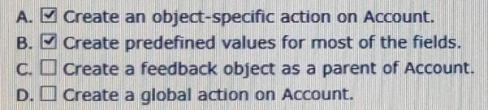 A. ☑ Create an object-specific action on Account.
B. ☑ Create predefined values for most of the fields.
C. ☐ Create a feedback object as a parent of Account.
D. ☐ Create a global action on Account.